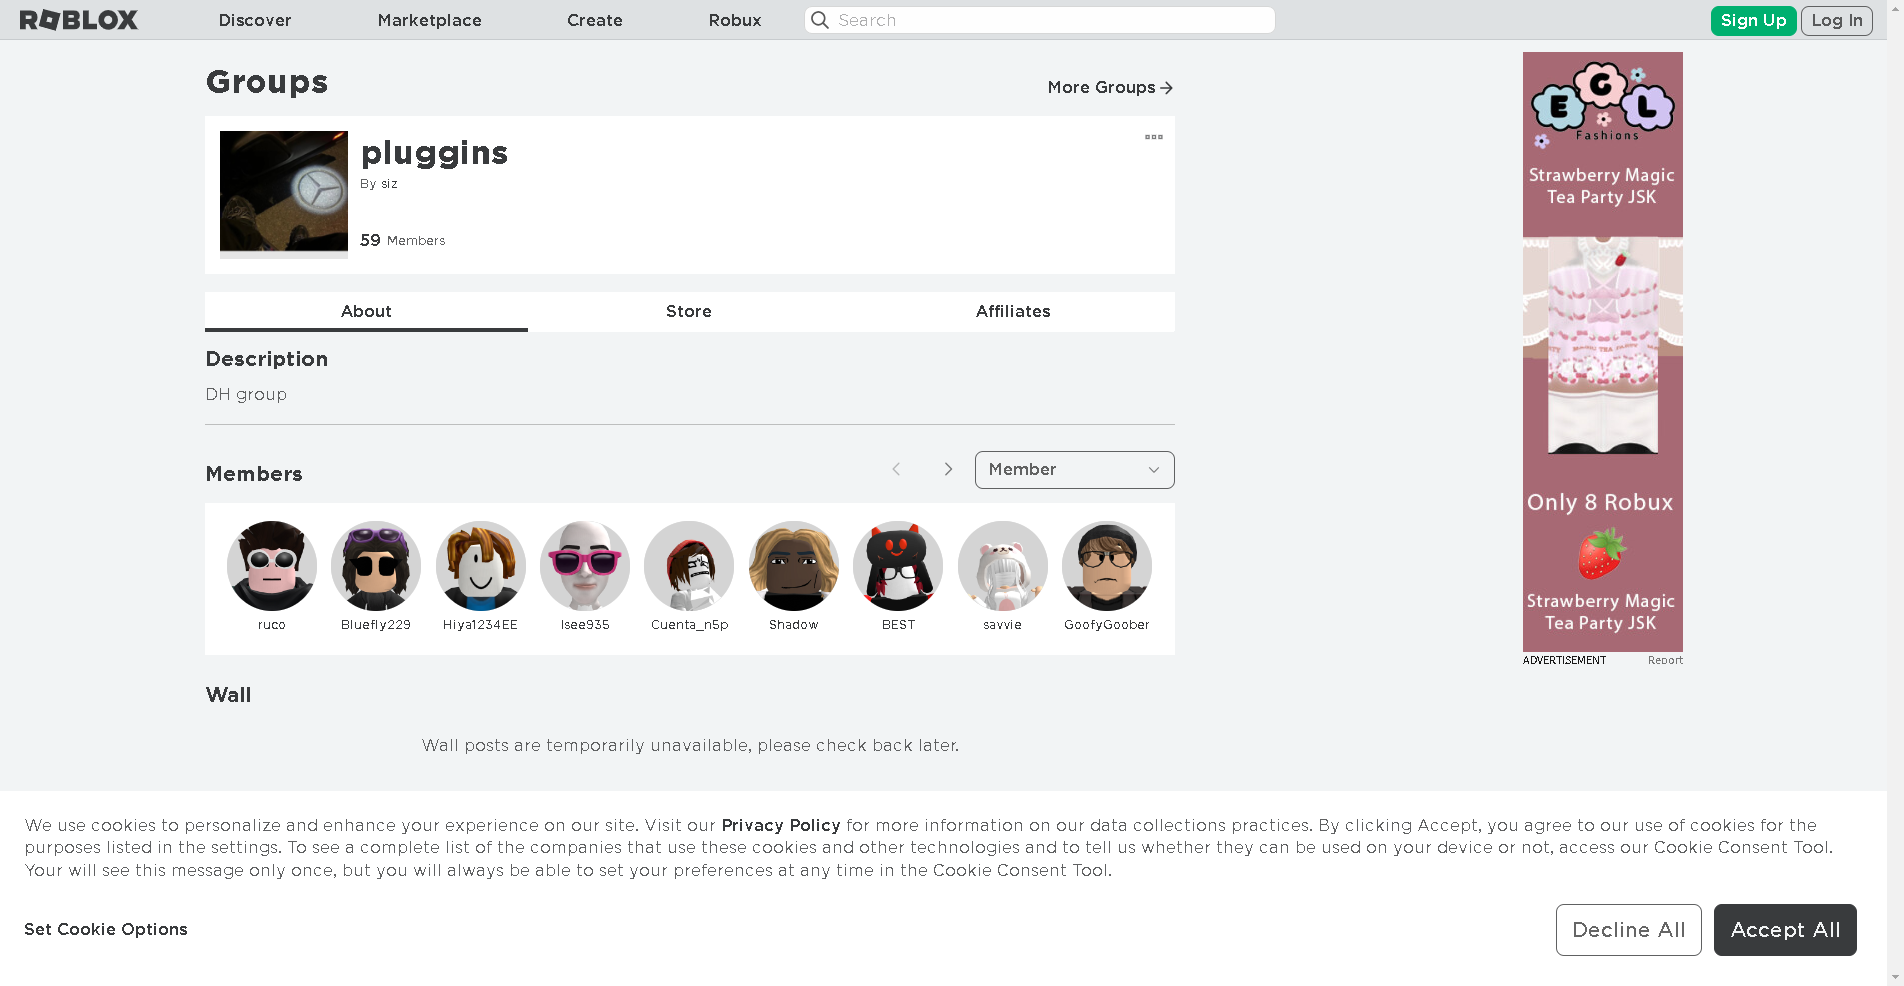 ROBLOX
Discover
Marketplace
Create
Robux
Search
Sign Up
Log In
Groups
More Groups
pluggins
By siz
59 Members
About
Store
Affiliates
Description
DH group
Members
Member
ruco
Bluefly229
Hiya1234EE
Isee935
Cuenta_n5p
Shadow
BEST
savvie
GoofyGoober
Wall
Wall posts are temporarily unavailable, please check back later.
EGL
Fashions
Strawberry Magic
Tea Party JSK
Only 8 Robux
Strawberry Magic
Tea Party JSK
ADVERTISEMENT
Report
We use cookies to personalize and enhance your experience on our site. Visit our Privacy Policy for more information on our data collections practices. By clicking Accept, you agree to our use of cookies for the
purposes listed in the settings. To see a complete list of the companies that use these cookies and other technologies and to tell us whether they can be used on your device or not, access our Cookie Consent Tool.
Your will see this message only once, but you will always be able to set your preferences at any time in the Cookie Consent Tool.
Set Cookie Options
Decline All
Accept All